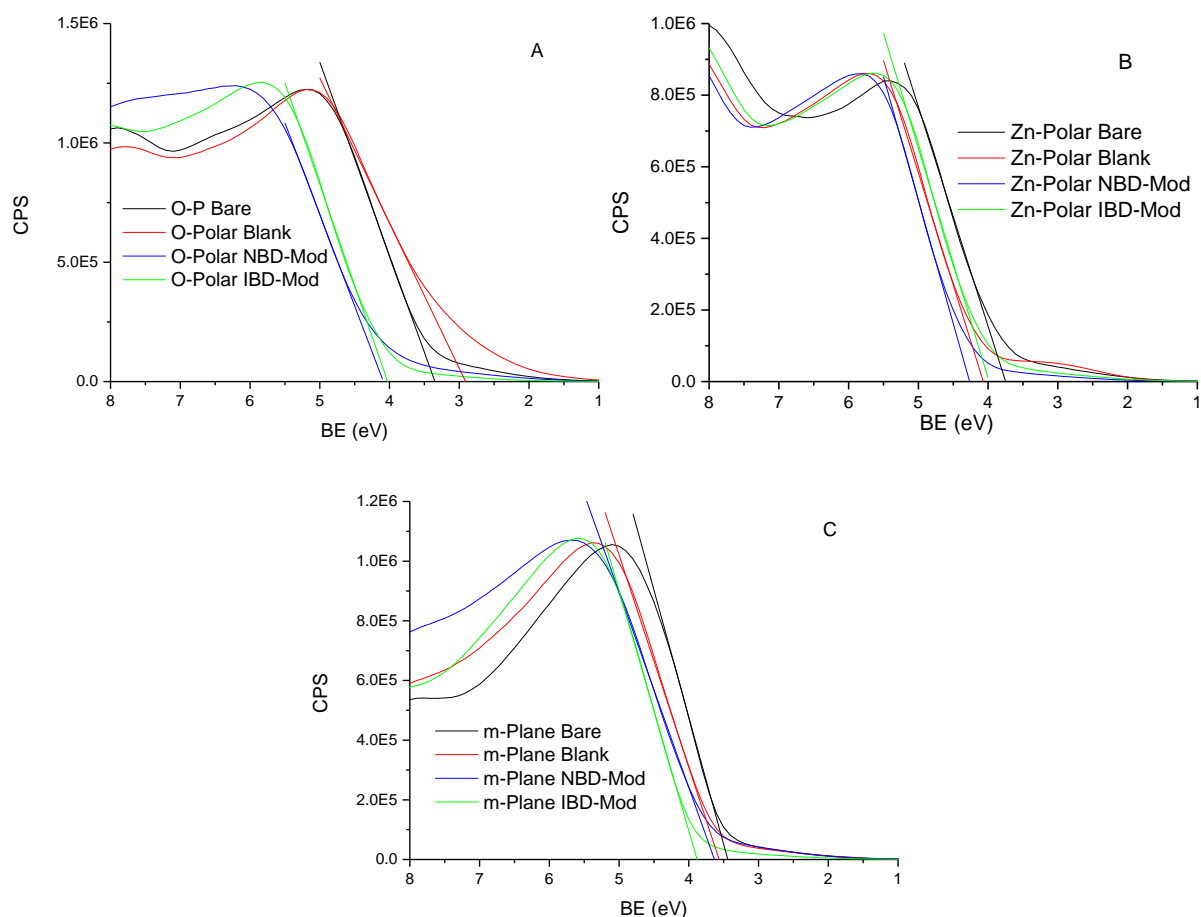 1.5E6
1.0E6
5.0E5
0.0
CPS
A
O-P Bare
O-Polar Blank
O-Polar NBD-Mod
O-Polar IBD-Mod
8 7 6 5 4 3 2 1
BE (eV)
1.0E6
8.0E5
6.0E5
4.0E5
2.0E5
0.0
CPS
B
Zn-Polar Bare
Zn-Polar Blank
Zn-Polar NBD-Mod
Zn-Polar IBD-Mod
8 7 6 5 4 3 2 1
BE (eV)
1.2E6
1.0E6
8.0E5
6.0E5
4.0E5
2.0E5
0.0
CPS
C
m-Plane Bare
m-Plane Blank
m-Plane NBD-Mod
m-Plane IBD-Mod
8 7 6 5 4 3 2 1
BE (eV)